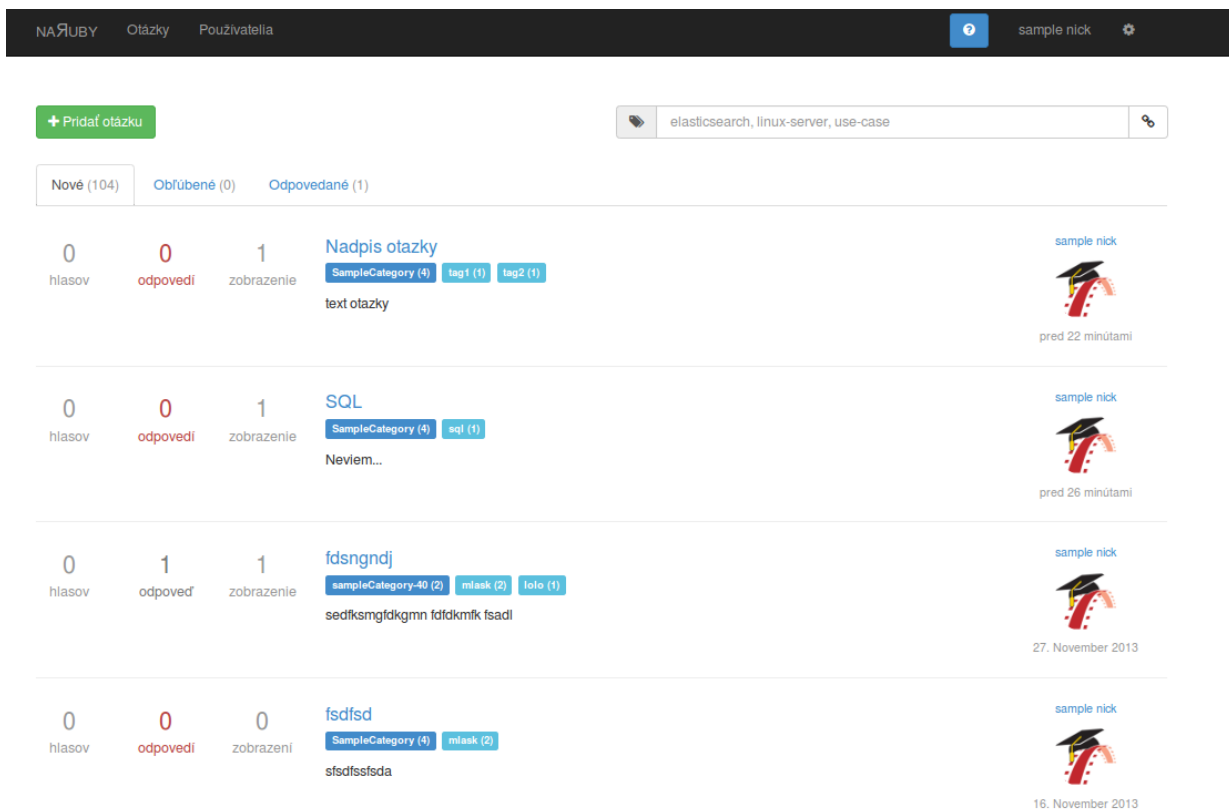 NAЯUBY Otázky Používatelia sample nick
Pridať otázku elasticsearch, linux-server, use-case
Nové (104) Obľúbené (0) Odpovedané (1)
0 hlasov
0 odpovedí
1 zobrazenie
Nadpis otazky
SampleCategory (4) tag1 (1) tag2 (1)
text otazky
sample nick
pred 22 minútami
0 hlasov
0 odpovedí
1 zobrazenie
SQL
SampleCategory (4) sql (1)
Neviem...
sample nick
pred 26 minútami
0 hlasov
1 odpoveď
1 zobrazenie
fdsngndj
sampleCategory-40 (2) mlask (2) lolo (1)
sedfksmgfdkgmn fdfdkmfk fsadl
sample nick
27. November 2013
0 hlasov
0 odpovedí
0 zobrazení
fsdfsd
SampleCategory (4) mlask (2)
sfsdfssfsda
sample nick
16. November 2013